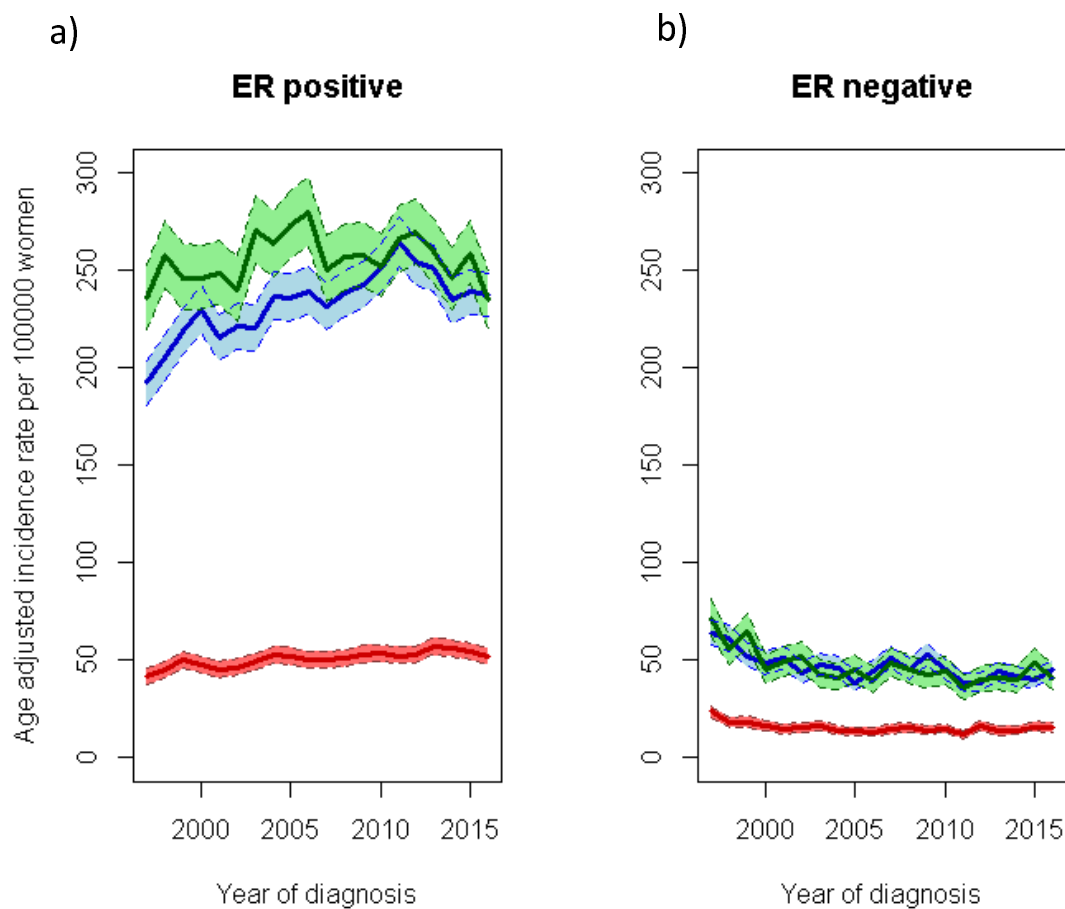 a)
ER positive
Age adjusted incidence rate per 100000 women
300
250
200
150
100
50
0
2000 2005 2010 2015
Year of diagnosis
b)
ER negative
300
250
200
150
100
50
0
2000 2005 2010 2015
Year of diagnosis